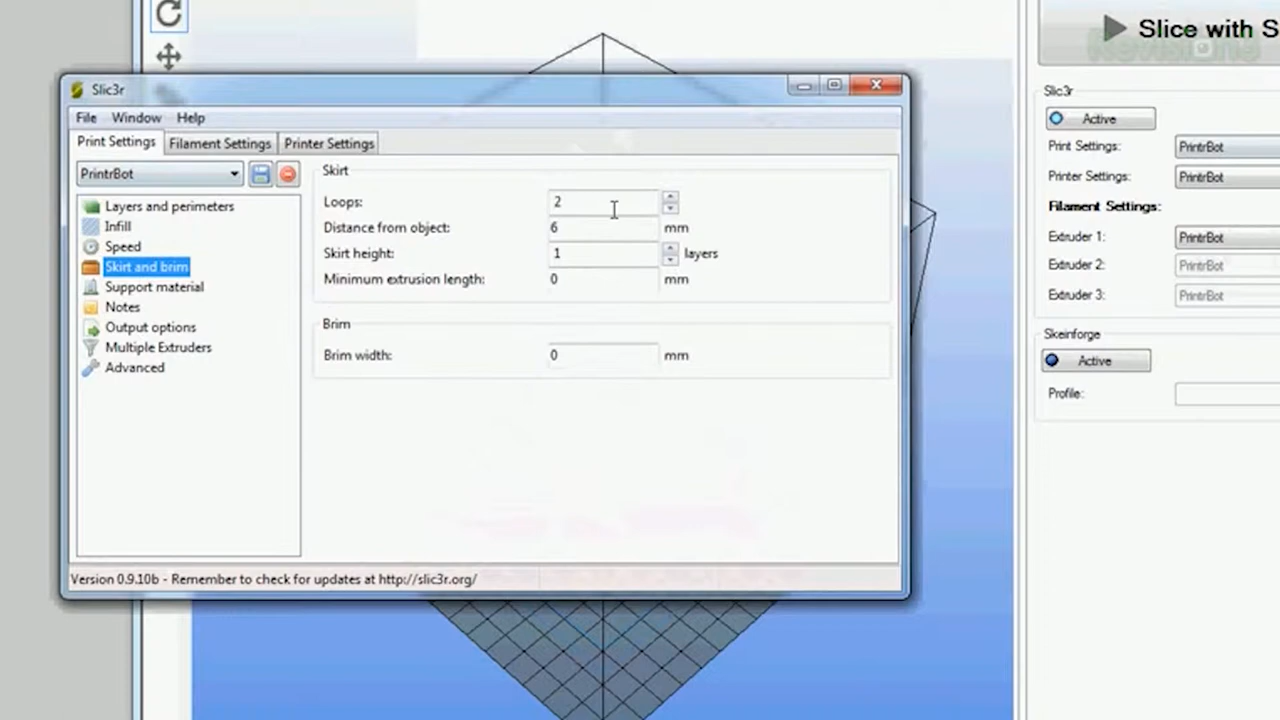 Slice with S
Slic3r
File Window Help
Print Settings Filament Settings Printer Settings
PrintrBot
Layers and perimeters
Infill
Speed
Skirt and brim
Support material
Notes
Output options
Multiple Extruders
Advanced
Skirt
Loops: 2
Distance from object: 6 mm
Skirt height: 1 layers
Minimum extrusion length: 0 mm
Brim
Brim width: 0 mm
Version 0.9.10b - Remember to check for updates at http://slic3r.org/
Slic3r
Active
Print Settings: PrintrBot
Printer Settings: PrintrBot
Filament Settings:
Extruder 1: PrintrBot
Extruder 2: PrintrBot
Extruder 3: PrintrBot
Skeinforge
Active
Profile: